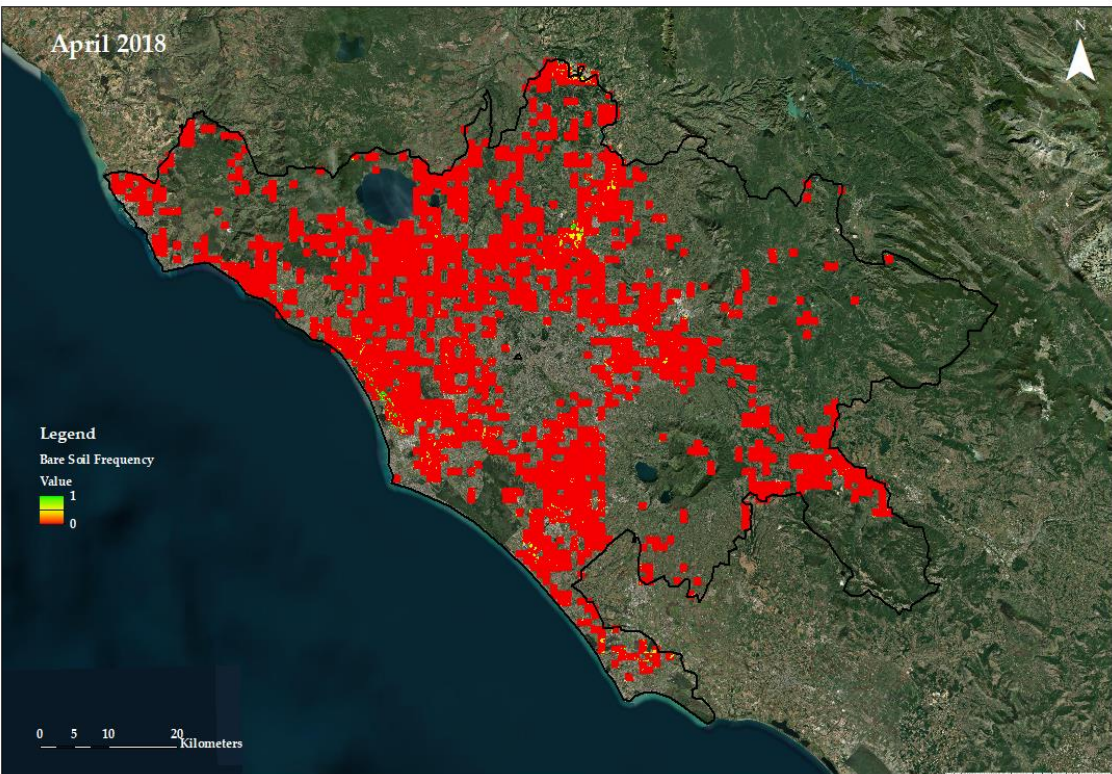 April 2018
N
Legend
Bare Soil Frequency
Value
1
0
0 5 10 20
Kilometers